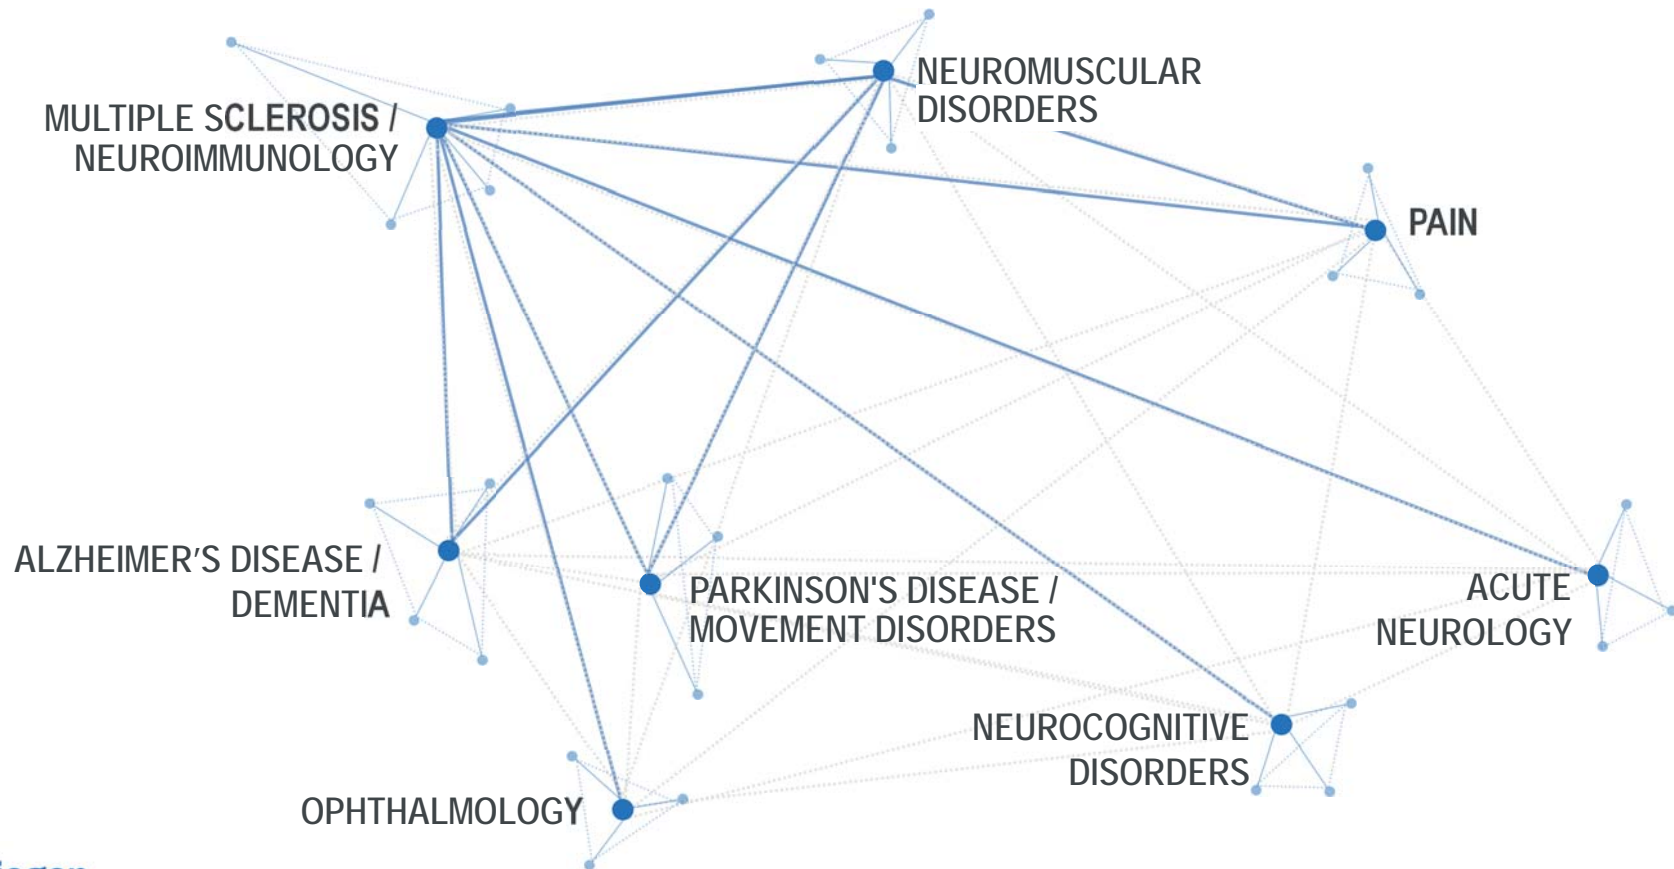 NEUROMUSCULAR
DISORDERS
MULTIPLE SCLEROSIS /
NEUROIMMUNOLOGY
PAIN
ALZHEIMER'S DISEASE /
DEMENTIA
PARKINSON'S DISEASE /
MOVEMENT DISORDERS
ACUTE
NEUROLOGY
NEUROCOGNITIVE
DISORDERS
OPHTHALMOLOGY